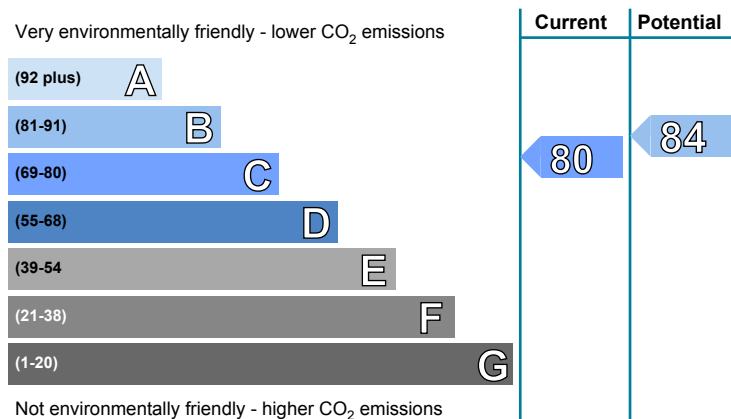 Current Potential
Very environmentally friendly - lower CO₂ emissions
(92 plus) A
(81-91) B
84
(69-80) C
80
(55-68) D
(39-54 E
(21-38) F
(1-20) G
Not environmentally friendly - higher CO₂ emissions